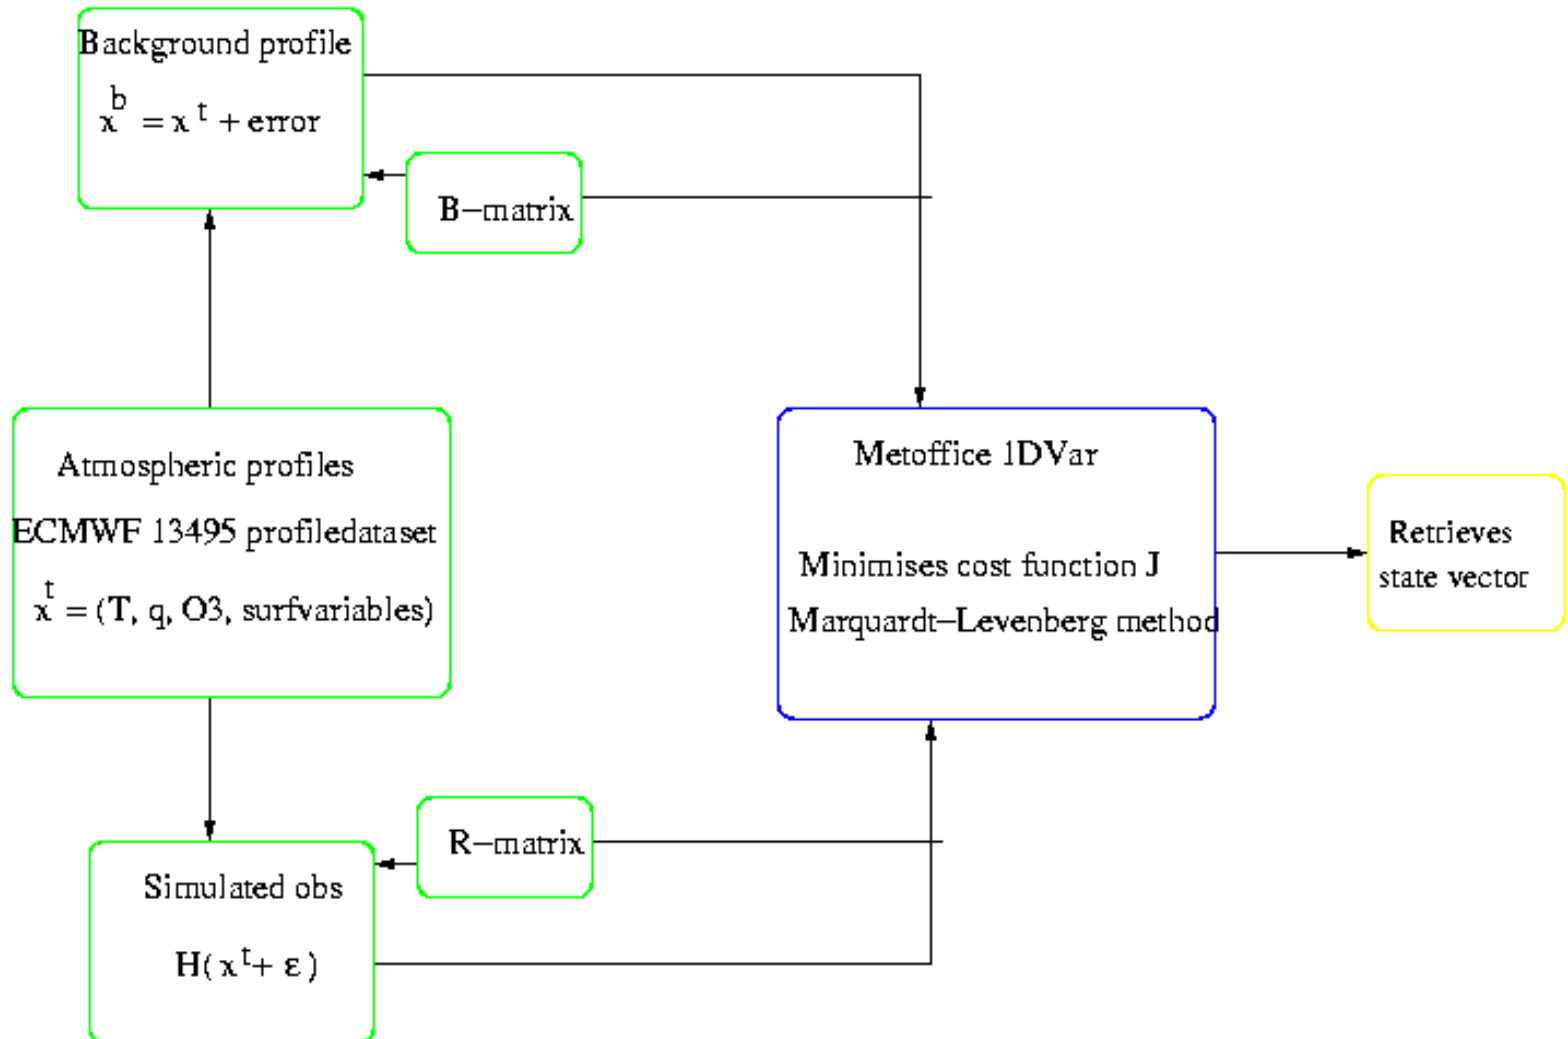 Background profile
x^b = x^t + error
B-matrix
Atmospheric profiles
ECMWF 13495 profiledataset
x^t = (T, q, O3, surfvariables)
Metoffice 1DVar
Minimises cost function J
Marquardt-Levenberg method
Retrieves
state vector
R-matrix
Simulated obs
H( x^t + ε )